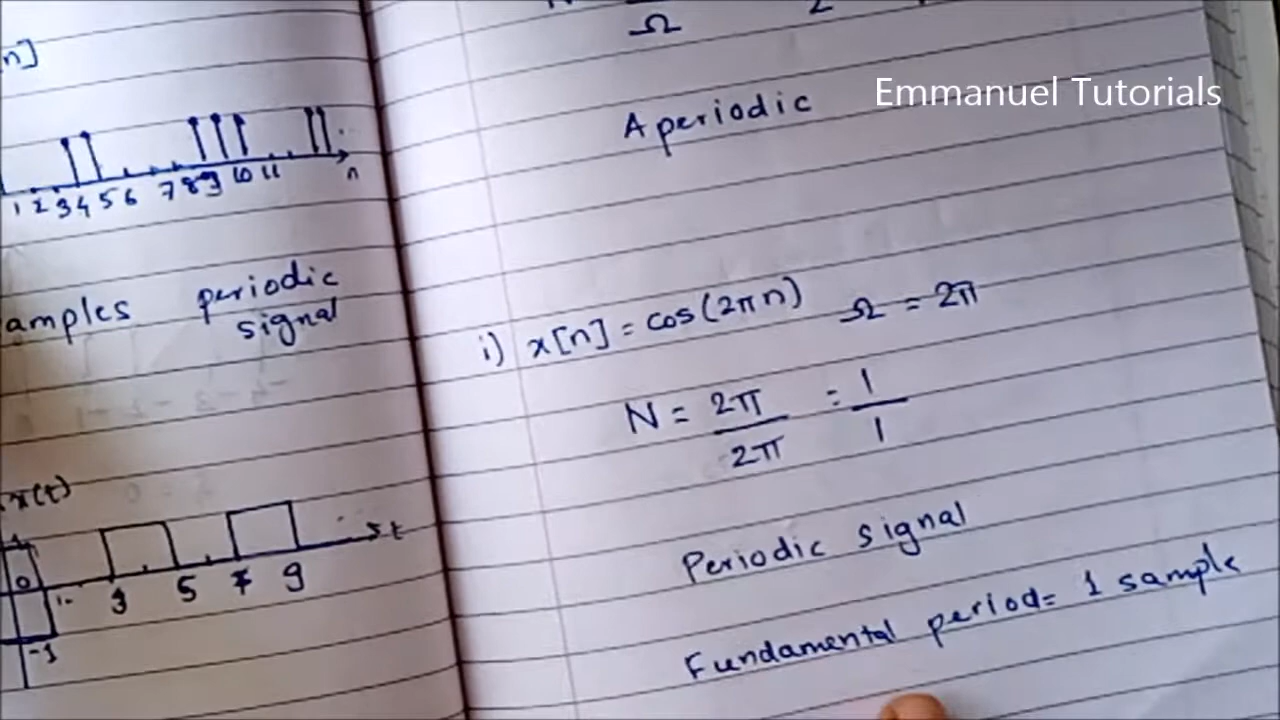 n]
1 2 3 4 5 6 7 8 9 10 11 n
amples periodic
signal
x(t)
0 1 3 5 7 9 t
-1
Ω 2
Aperiodic
Emmanuel Tutorials
i) x[n] = cos(2πn) Ω = 2π
N = 2π = 1
2π 1
Periodic signal
Fundamental period= 1 sample